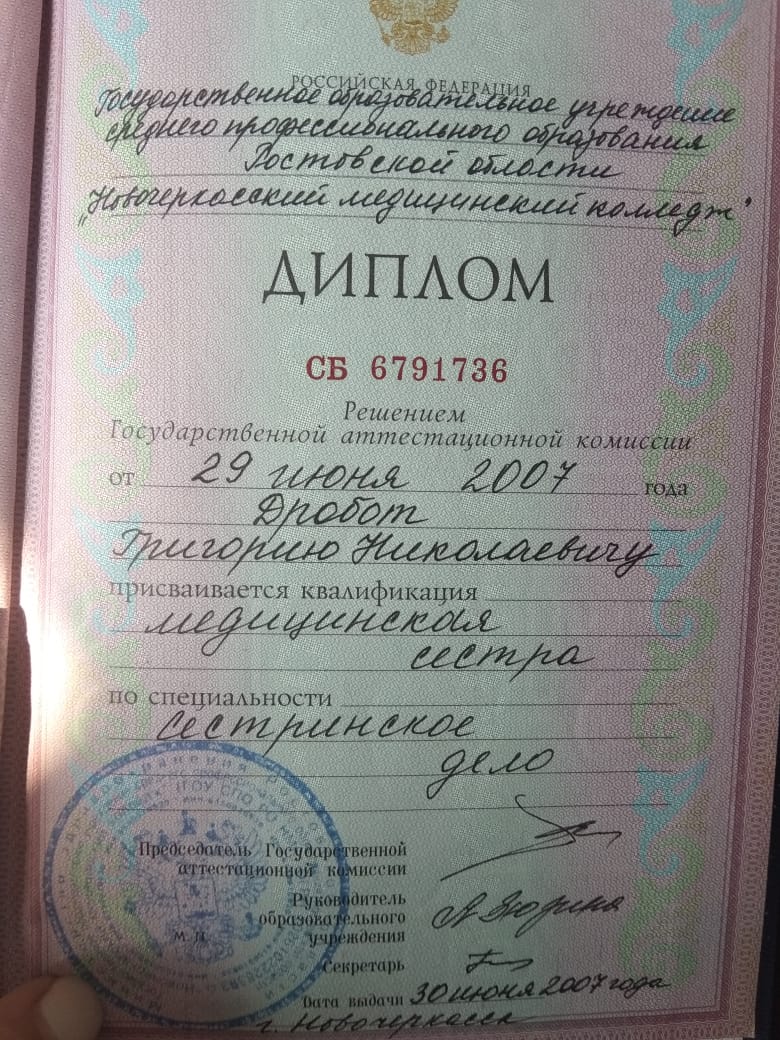 РОССИЙСКАЯ ФЕДЕРАЦИЯ
Государственное образовательное учреждение
среднего профессионального образования
Ростовской области
"Новочеркасский медицинский колледж"
ДИПЛОМ
СБ 6791736
Решением
Государственной аттестационной комиссии
от 29 июня 2007 года
Дробот
Григорию Николаевичу
присваивается квалификация
медицинская
сестра
по специальности
Сестринское
дело
Председатель Государственной
аттестационной комиссии
Руководитель
образовательного
учреждения
М. П.
Секретарь
Дата выдачи 30 июня 2007 года
г. Новочеркасск